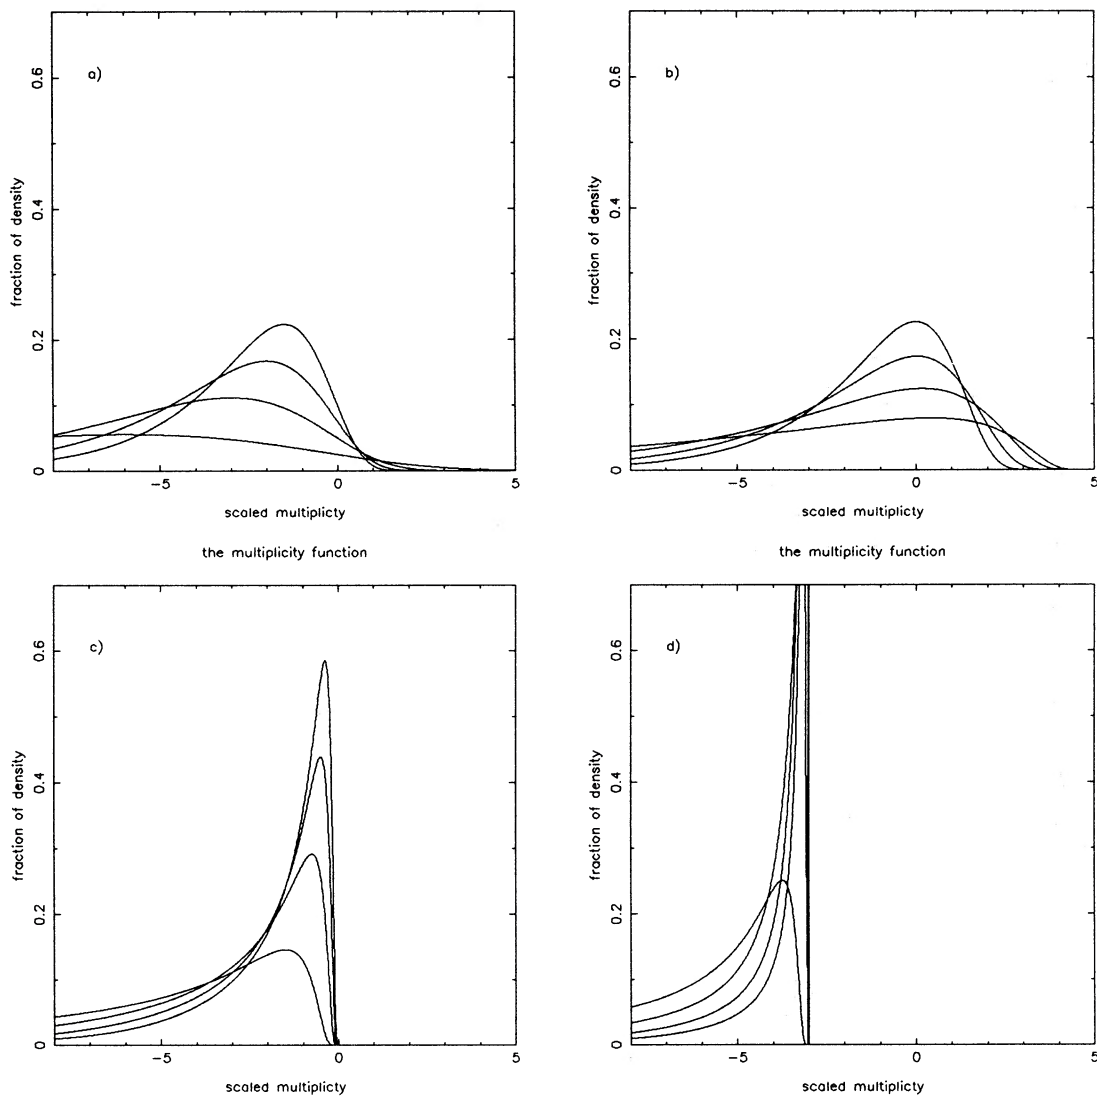 a)
0.6
0.4
0.2
0
fraction of density
−5
0
5
scaled multiplicty
b)
0.6
0.4
0.2
0
fraction of density
−5
0
5
scaled multiplicty
the multiplicity function
the multiplicity function
c)
0.6
0.4
0.2
0
fraction of density
−5
0
5
scaled multiplicty
d)
0.6
0.4
0.2
0
fraction of density
−5
0
5
scaled multiplicty